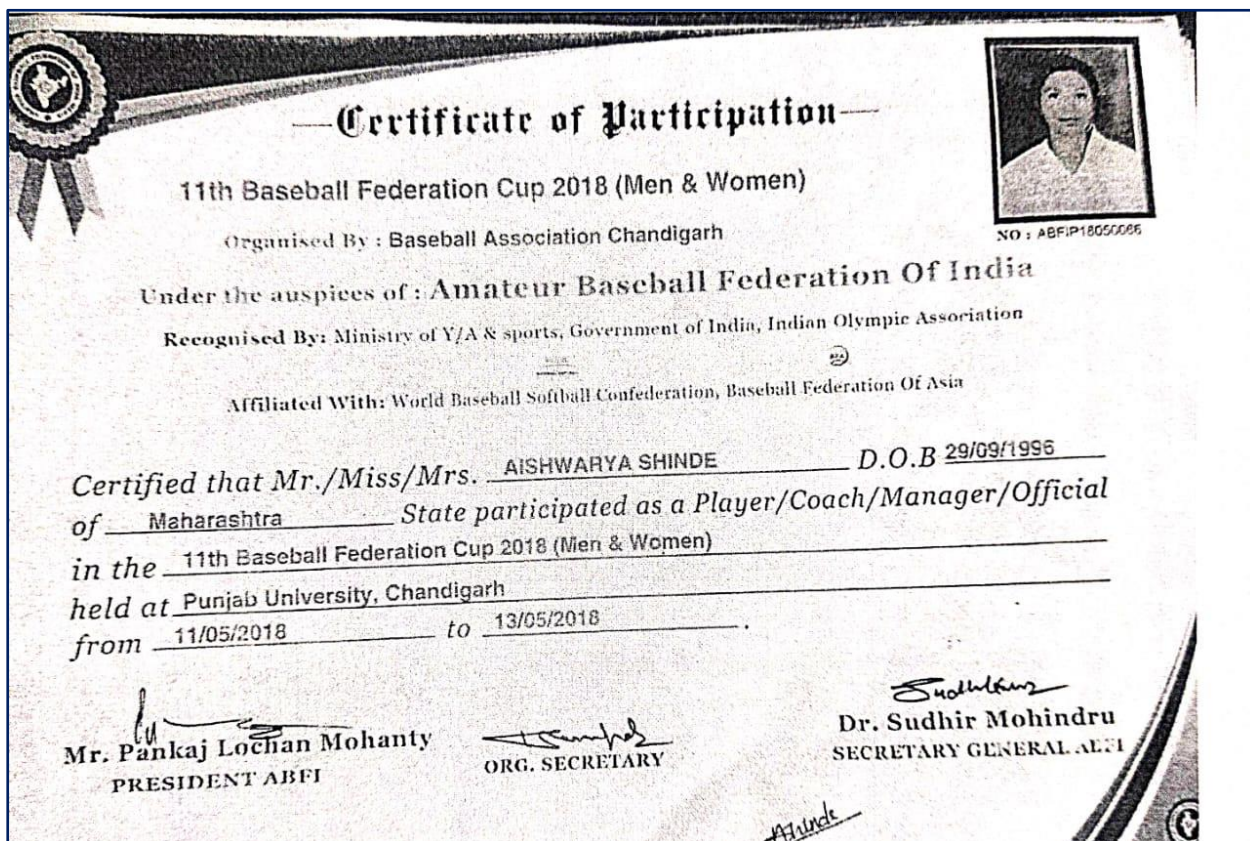 Certificate of Participation
11th Baseball Federation Cup 2018 (Men & Women)
Organised By : Baseball Association Chandigarh
NO : ABFIP18050066
Under the auspices of : Amateur Baseball Federation Of India
Recognised By: Ministry of Y/A & sports, Government of India, Indian Olympic Association
Affiliated With: World Baseball Softball Confederation, Baseball Federation Of Asia
Certified that Mr./Miss/Mrs. AISHWARYA SHINDE D.O.B 29/09/1996
of Maharashtra State participated as a Player/Coach/Manager/Official
in the 11th Baseball Federation Cup 2018 (Men & Women)
held at Punjab University, Chandigarh
from 11/05/2018 to 13/05/2018 .
Mr. Pankaj Lochan Mohanty
PRESIDENT ABFI
ORG. SECRETARY
Dr. Sudhir Mohindru
SECRETARY GENERAL ABFI
AShinde